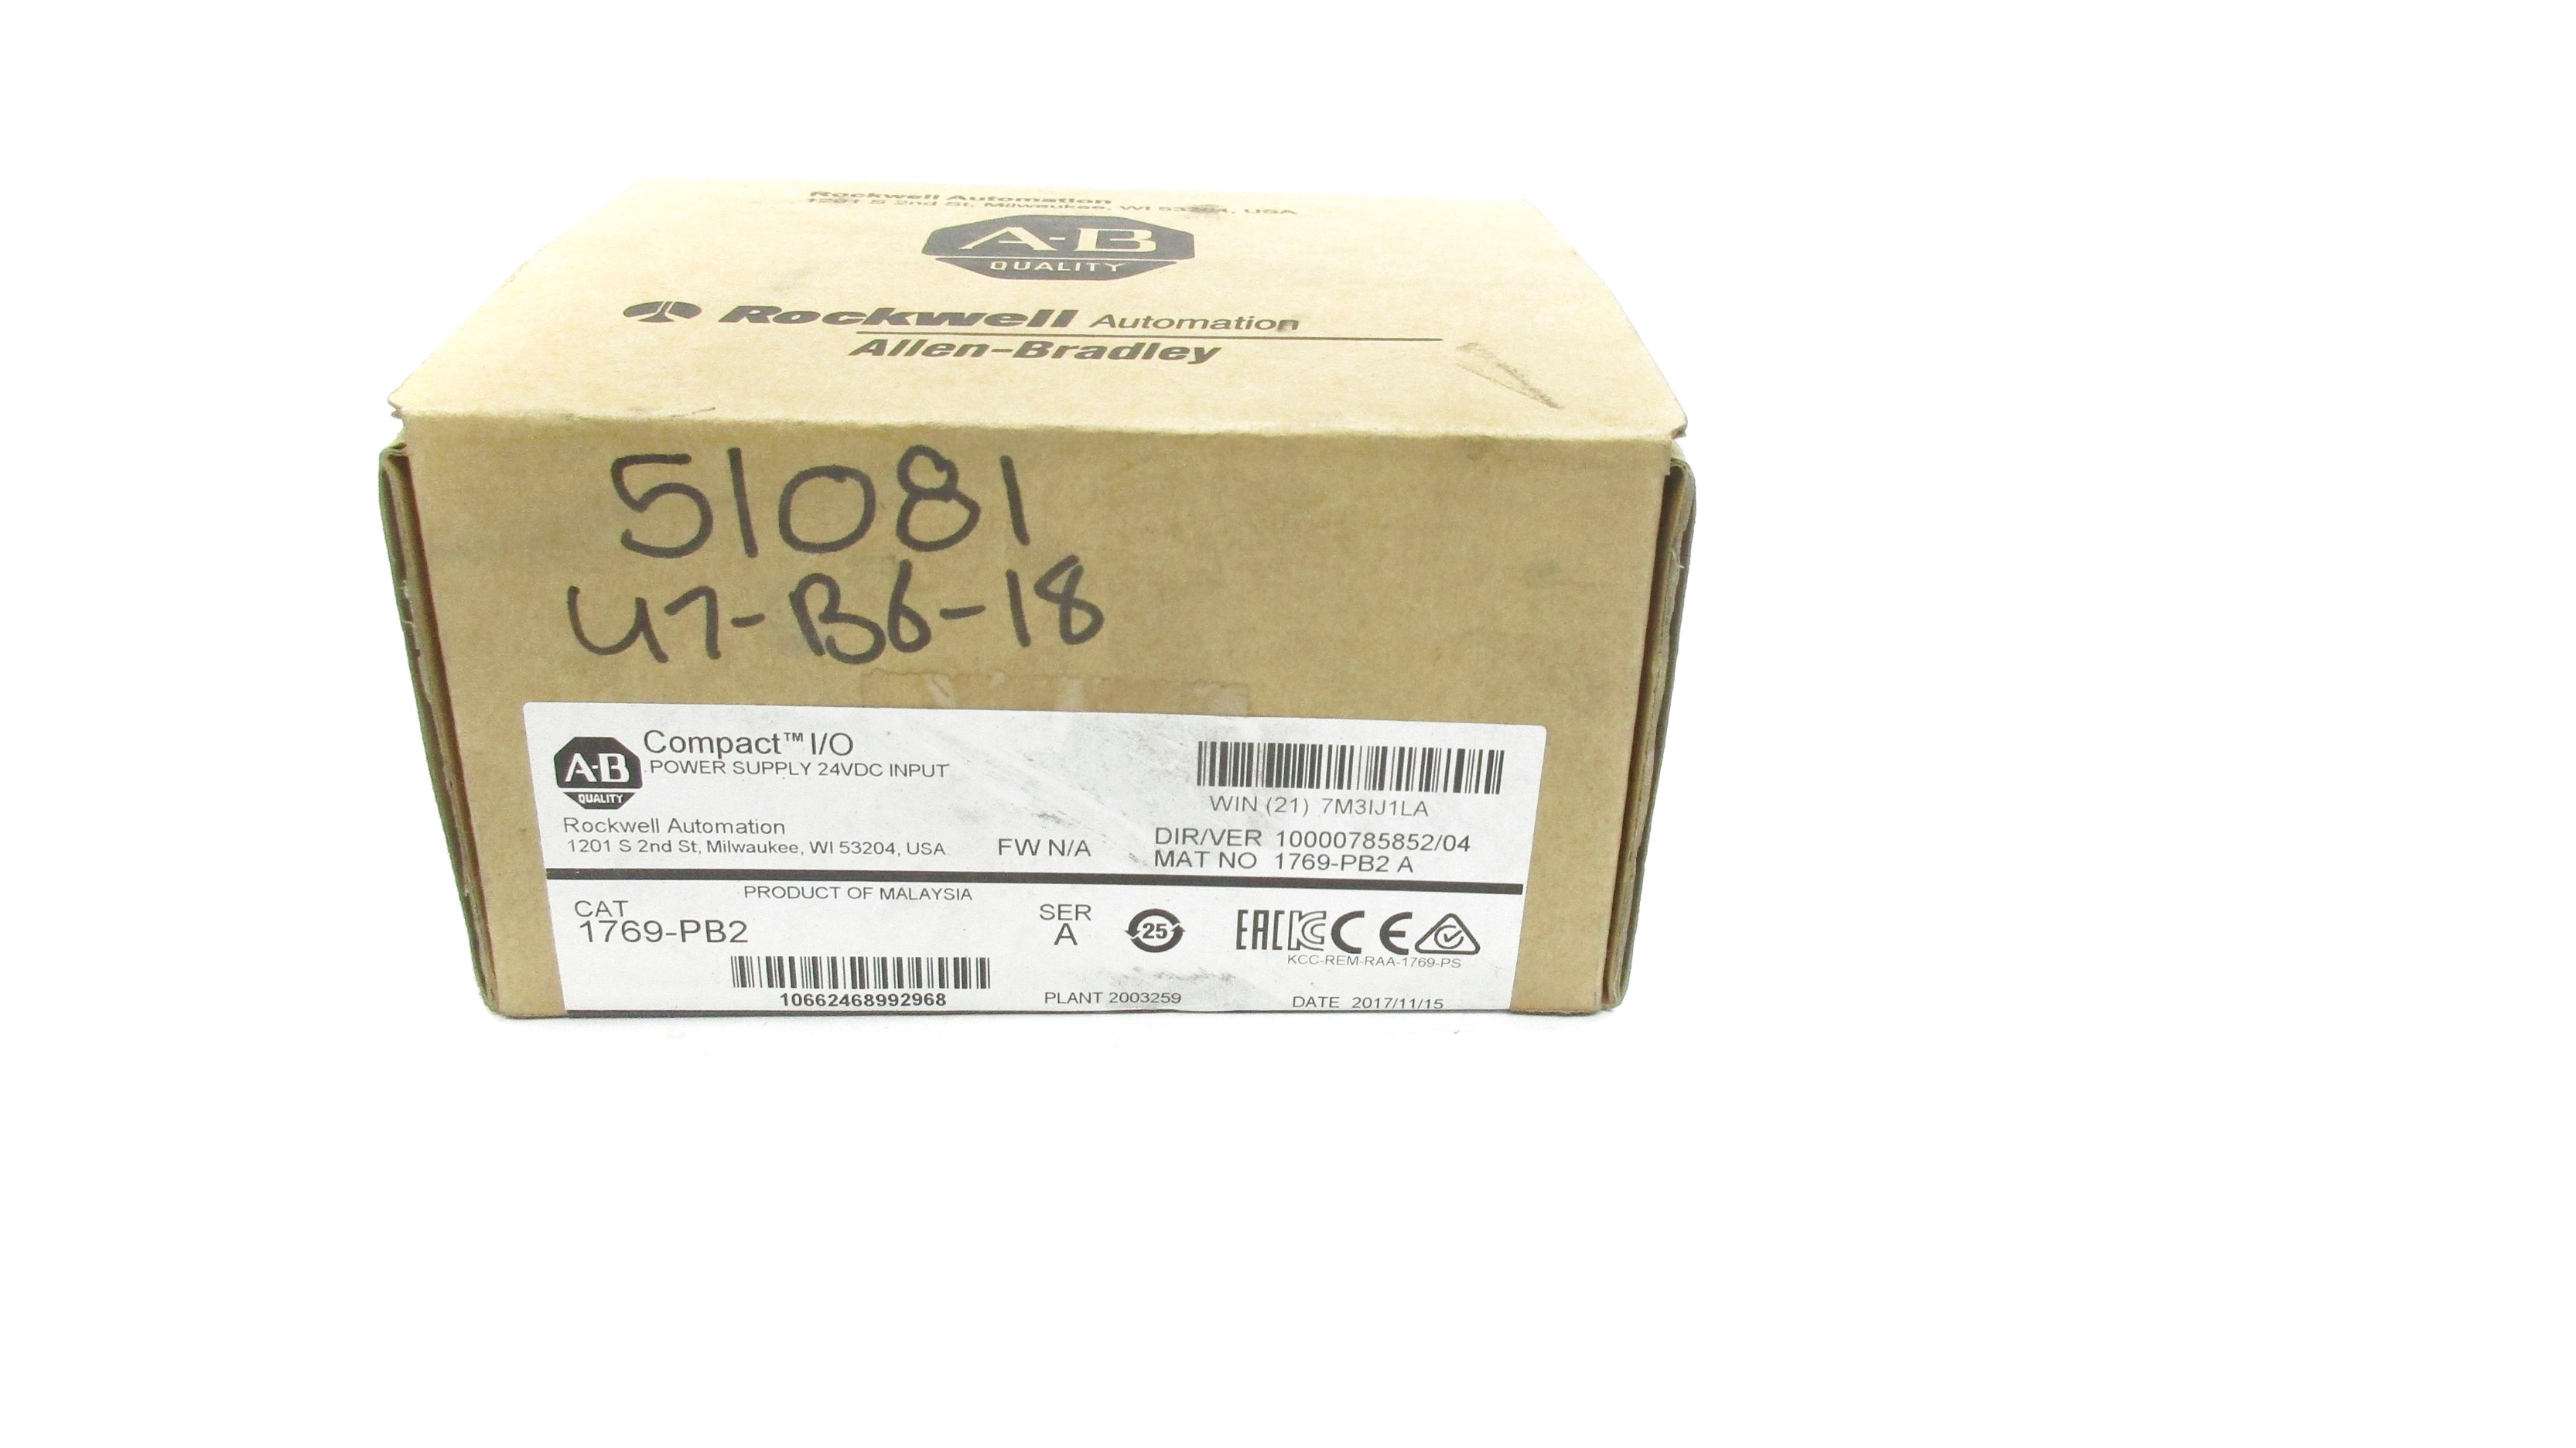 Rockwell Automation
1201 S 2nd St, Milwaukee, WI 53204, USA
A-B
QUALITY
Rockwell Automation
Allen-Bradley
51081
47-B6-18
A-B
QUALITY
Compact™ I/O
POWER SUPPLY 24VDC INPUT
WIN (21) 7M3IJ1LA
Rockwell Automation
1201 S 2nd St, Milwaukee, WI 53204, USA
FW N/A
DIR/VER 10000785852/04
MAT NO 1769-PB2 A
PRODUCT OF MALAYSIA
CAT
1769-PB2
SER
A
25
EAC KC CE
KCC-REM-RAA-1769-PS
10662468992968
PLANT 2003259
DATE 2017/11/15